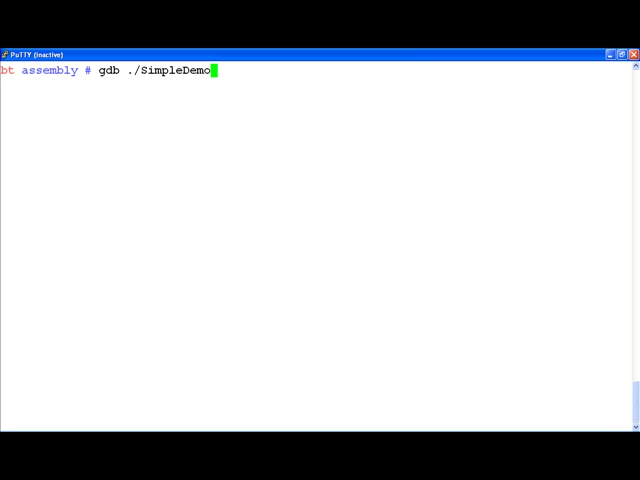 PuTTY (inactive)
bt assembly # gdb ./SimpleDemo